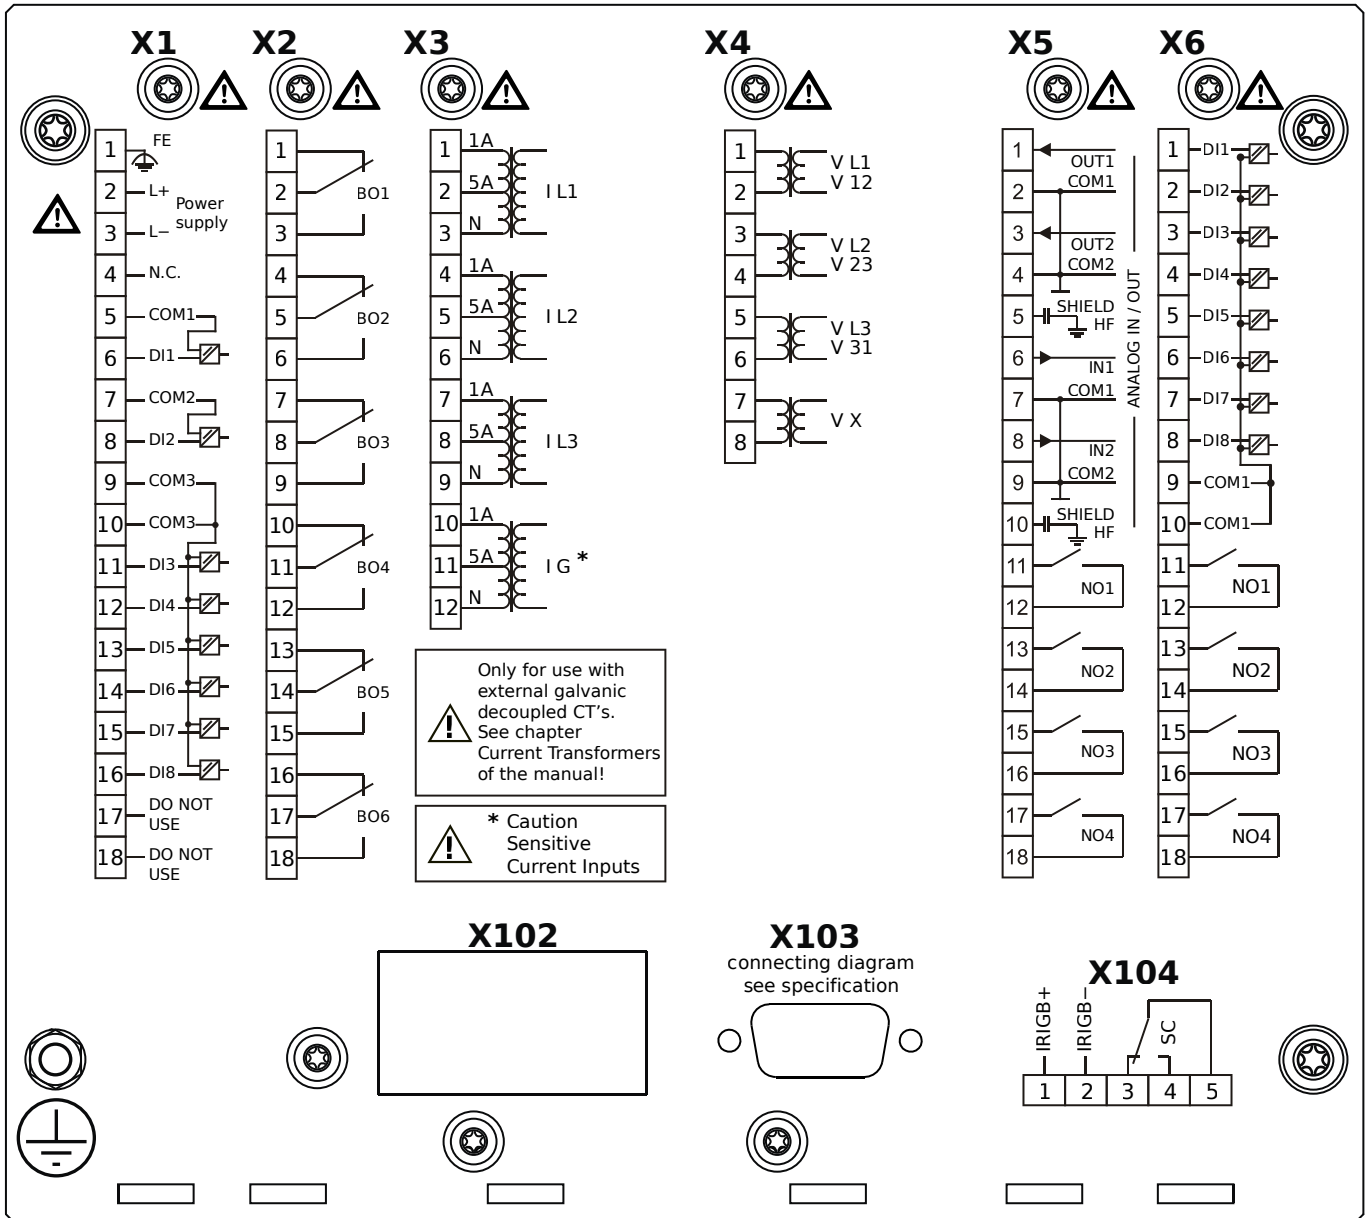 X1
X2
X3
X4
X5
X6
1 FE
2 L+
Power
supply
3 L−
4 N.C.
5 COM1
6 DI1
7 COM2
8 DI2
9 COM3
10 COM3
11 DI3
12 DI4
13 DI5
14 DI6
15 DI7
16 DI8
17 DO NOT
USE
18 DO NOT
USE
1
2 BO1
3
4
5 BO2
6
7
8 BO3
9
10
11 BO4
12
13
14 BO5
15
16
17 BO6
18
1 1A
2 5A I L1
3 N
4 1A
5 5A I L2
6 N
7 1A
8 5A I L3
9 N
10 1A
11 5A I G *
12 N
Only for use with
external galvanic
decoupled CT's.
See chapter
Current Transformers
of the manual!
* Caution
Sensitive
Current Inputs
1 V L1
2 V 12
3 V L2
4 V 23
5 V L3
6 V 31
7 V X
8
1 OUT1
2 COM1
3 OUT2
4 COM2
5 SHIELD
HF
6 IN1
7 COM1
8 IN2
9 COM2
10 SHIELD
HF
ANALOG IN / OUT
11
NO1
12
13
NO2
14
15
NO3
16
17
NO4
18
1 DI1
2 DI2
3 DI3
4 DI4
5 DI5
6 DI6
7 DI7
8 DI8
9 COM1
10 COM1
11
NO1
12
13
NO2
14
15
NO3
16
17
NO4
18
X102
X103
connecting diagram
see specification
X104
IRIGB+
IRIGB−
SC
1 2 3 4 5